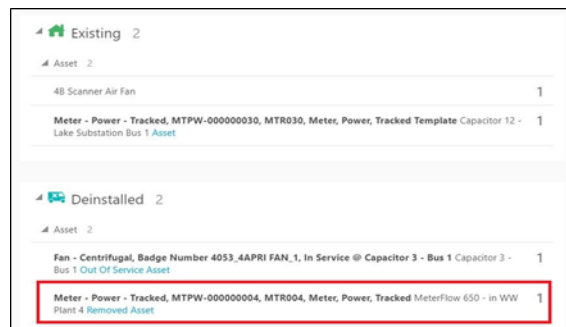 Existing 2
Asset 2
4B Scanner Air Fan 1
Meter - Power - Tracked, MTPW-000000030, MTR030, Meter, Power, Tracked Template Capacitor 12 - 1
Lake Substation Bus 1 Asset
Deinstalled 2
Asset 2
Fan - Centrifugal, Badge Number 4053_4APRI FAN_1, In Service @ Capacitor 3 - Bus 1 Capacitor 3 - 1
Bus 1 Out Of Service Asset
Meter - Power - Tracked, MTPW-000000004, MTR004, Meter, Power, Tracked MeterFlow 650 - in WW 1
Plant 4 Removed Asset